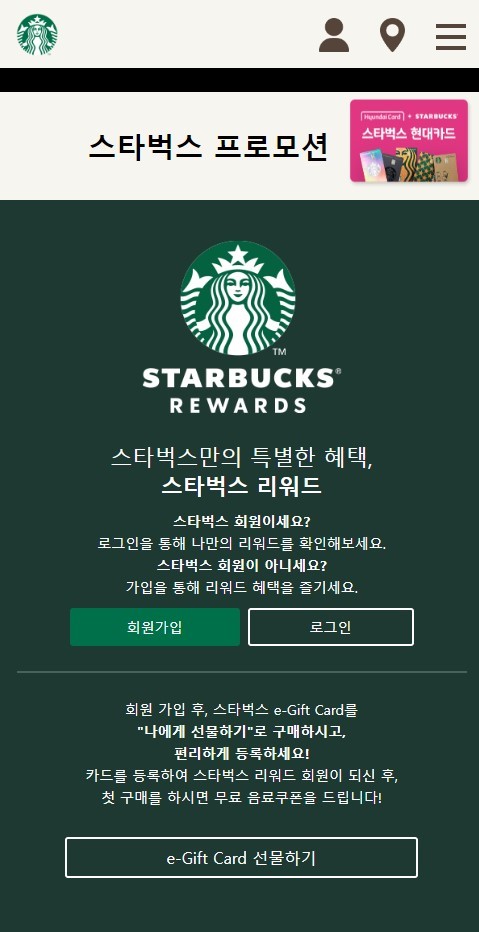 스타벅스 프로모션
Hyundai Card + STARBUCKS
스타벅스 현대카드
TM
STARBUCKS®
REWARDS
스타벅스만의 특별한 혜택,
스타벅스 리워드
스타벅스 회원이세요?
로그인을 통해 나만의 리워드를 확인해보세요.
스타벅스 회원이 아니세요?
가입을 통해 리워드 혜택을 즐기세요.
회원가입 로그인
회원 가입 후, 스타벅스 e-Gift Card를
"나에게 선물하기"로 구매하시고,
편리하게 등록하세요!
카드를 등록하여 스타벅스 리워드 회원이 되신 후,
첫 구매를 하시면 무료 음료쿠폰을 드립니다!
e-Gift Card 선물하기